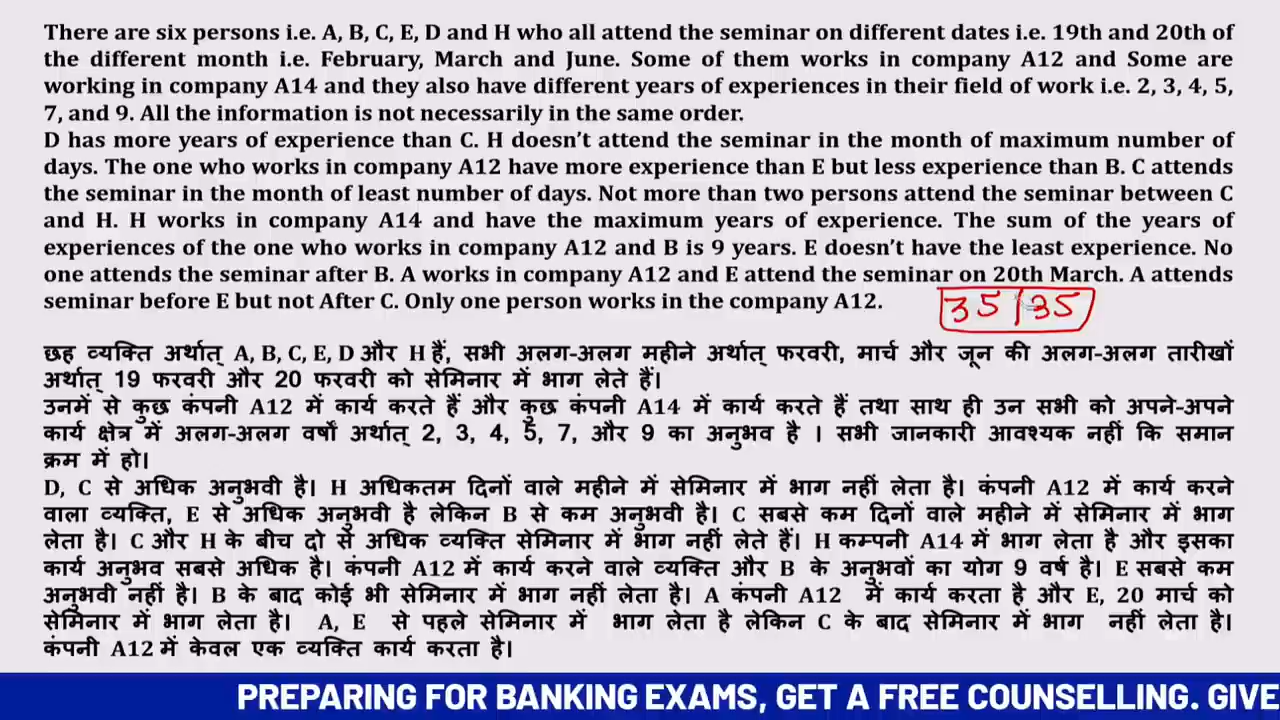 There are six persons i.e. A, B, C, E, D and H who all attend the seminar on different dates i.e. 19th and 20th of
the different month i.e. February, March and June. Some of them works in company A12 and Some are
working in company A14 and they also have different years of experiences in their field of work i.e. 2, 3, 4, 5,
7, and 9. All the information is not necessarily in the same order.
D has more years of experience than C. H doesn’t attend the seminar in the month of maximum number of
days. The one who works in company A12 have more experience than E but less experience than B. C attends
the seminar in the month of least number of days. Not more than two persons attend the seminar between C
and H. H works in company A14 and have the maximum years of experience. The sum of the years of
experiences of the one who works in company A12 and B is 9 years. E doesn’t have the least experience. No
one attends the seminar after B. A works in company A12 and E attend the seminar on 20th March. A attends
seminar before E but not After C. Only one person works in the company A12.
35/35
छह व्यक्ति अर्थात् A, B, C, E, D और H हैं, सभी अलग-अलग महीने अर्थात् फरवरी, मार्च और जून की अलग-अलग तारीखों
अर्थात् 19 फरवरी और 20 फरवरी को सेमिनार में भाग लेते हैं।
उनमें से कुछ कंपनी A12 में कार्य करते हैं और कुछ कंपनी A14 में कार्य करते हैं तथा साथ ही उन सभी को अपने-अपने
कार्य क्षेत्र में अलग-अलग वर्षों अर्थात् 2, 3, 4, 5, 7, और 9 का अनुभव है । सभी जानकारी आवश्यक नहीं कि समान
क्रम में हो।
D, C से अधिक अनुभवी है। H अधिकतम दिनों वाले महीने में सेमिनार में भाग नहीं लेता है। कंपनी A12 में कार्य करने
वाला व्यक्ति, E से अधिक अनुभवी है लेकिन B से कम अनुभवी है। C सबसे कम दिनों वाले महीने में सेमिनार में भाग
लेता है। C और H के बीच दो से अधिक व्यक्ति सेमिनार में भाग नहीं लेते हैं। H कम्पनी A14 में भाग लेता है और इसका
कार्य अनुभव सबसे अधिक है। कंपनी A12 में कार्य करने वाले व्यक्ति और B के अनुभवों का योग 9 वर्ष है। E सबसे कम
अनुभवी नहीं है। B के बाद कोई भी सेमिनार में भाग नहीं लेता है। A कंपनी A12 में कार्य करता है और E, 20 मार्च को
सेमिनार में भाग लेता है। A, E से पहले सेमिनार में भाग लेता है लेकिन C के बाद सेमिनार में भाग नहीं लेता है।
कंपनी A12 में केवल एक व्यक्ति कार्य करता है।
PREPARING FOR BANKING EXAMS, GET A FREE COUNSELLING. GIVE